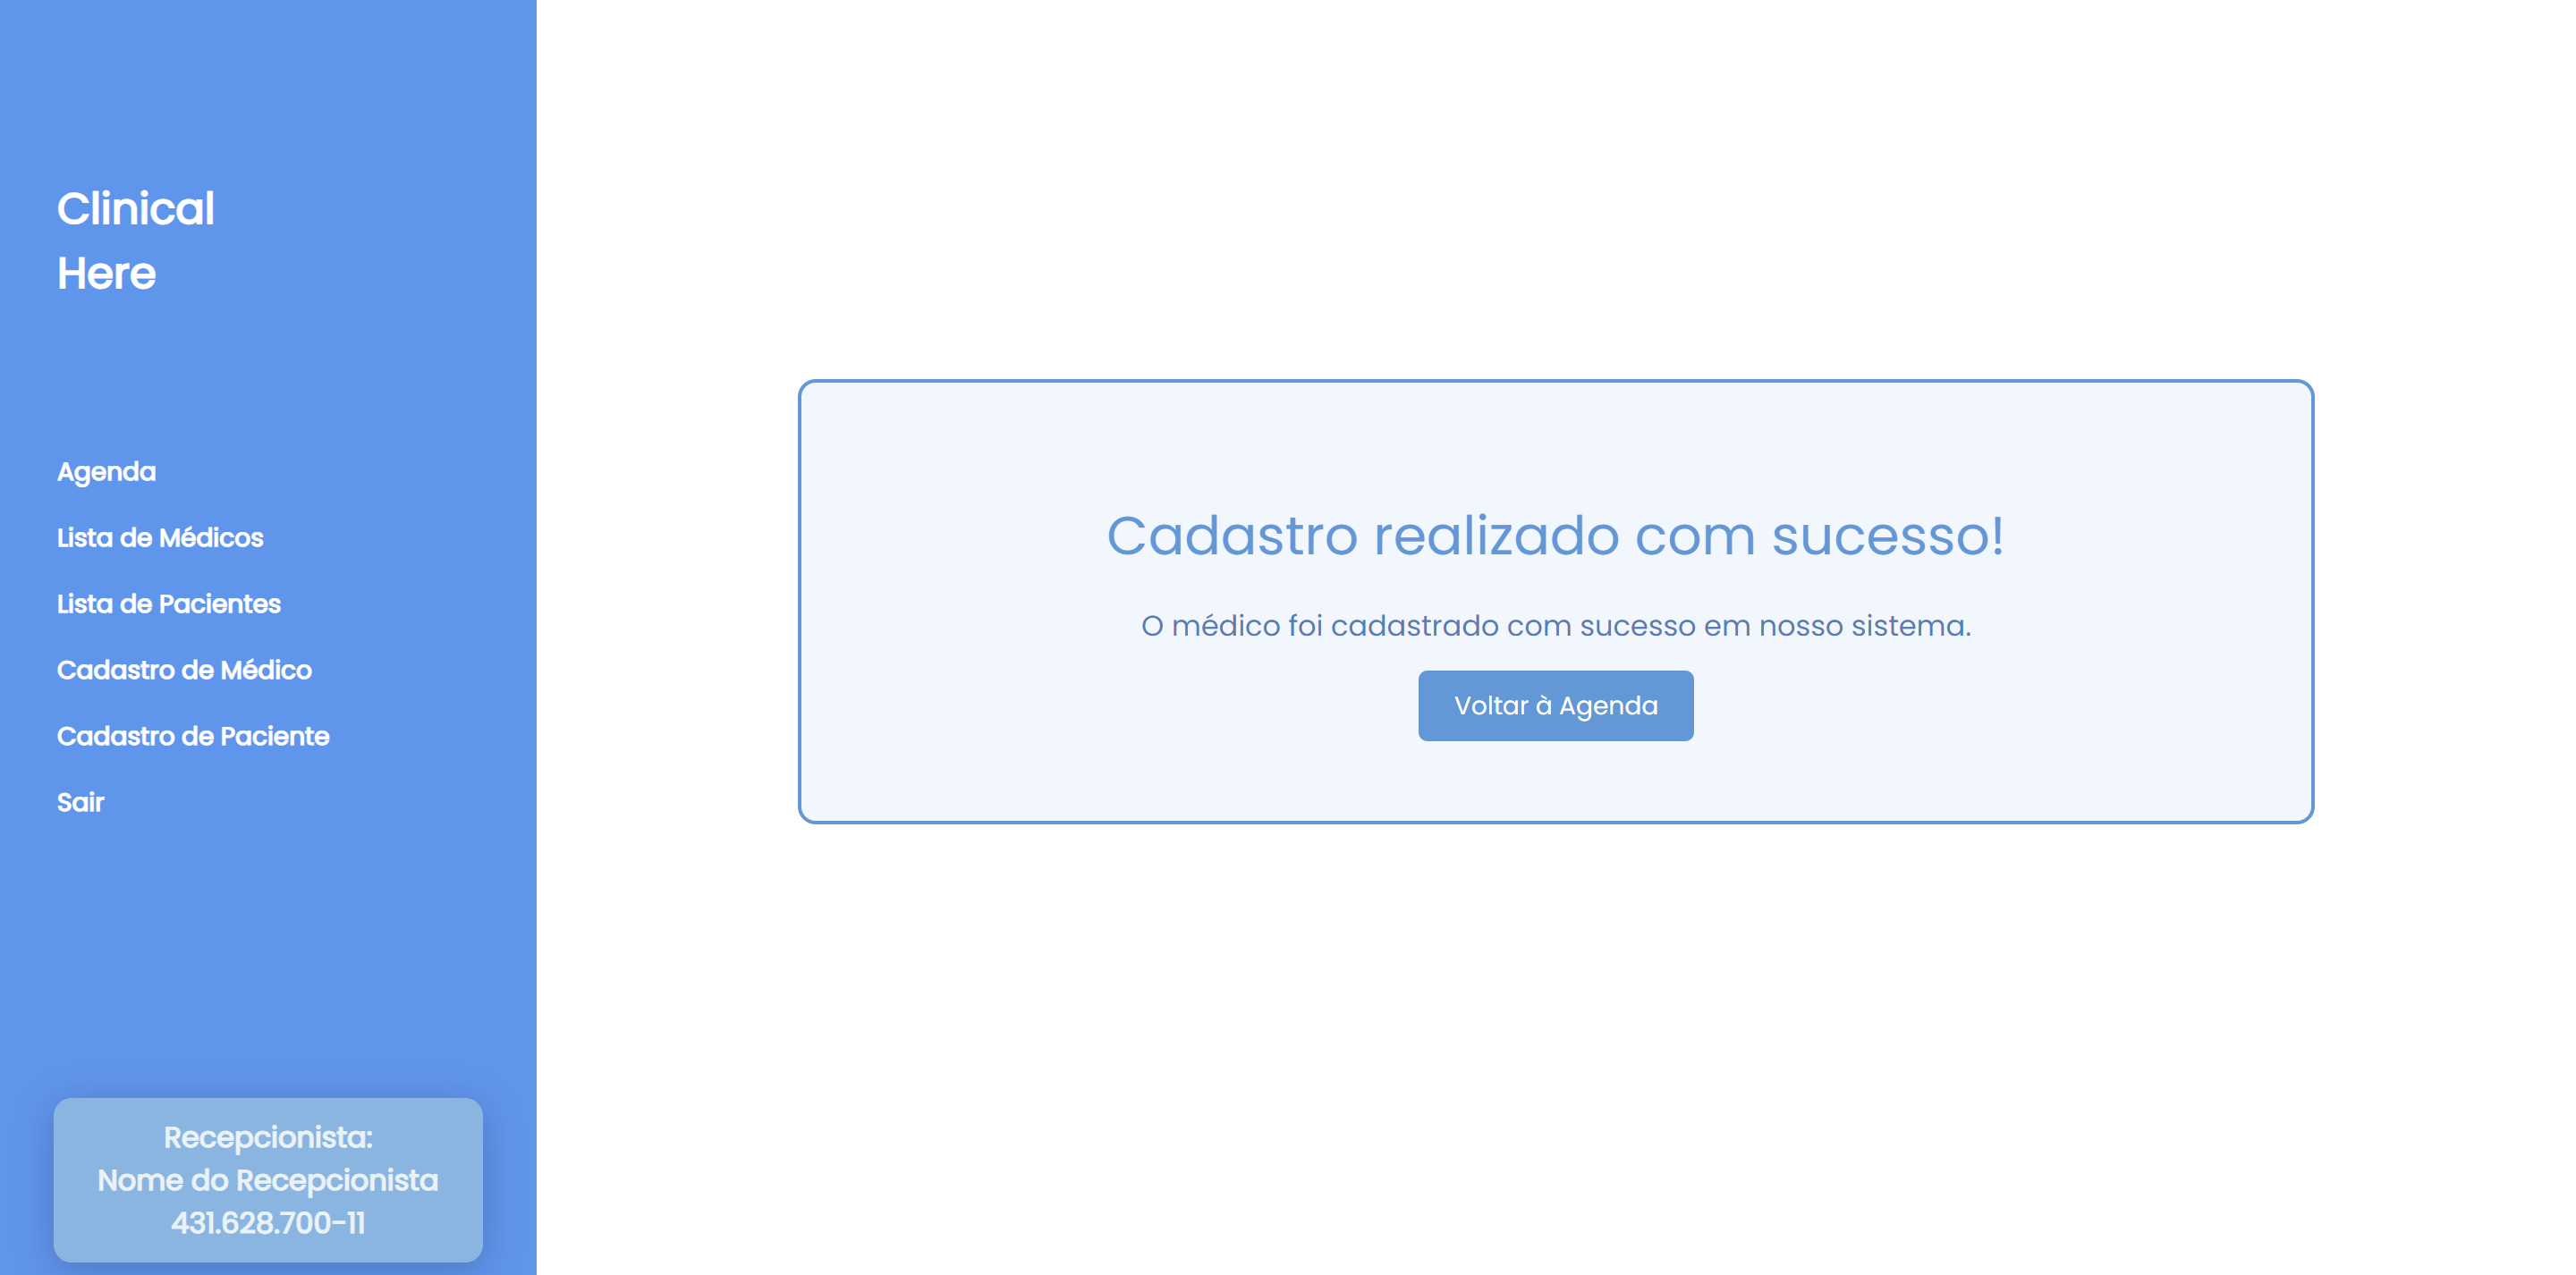 Clinical
Here
Agenda
Lista de Médicos
Lista de Pacientes
Cadastro de Médico
Cadastro de Paciente
Sair
Recepcionista:
Nome do Recepcionista
431.628.700-11
Cadastro realizado com sucesso!
O médico foi cadastrado com sucesso em nosso sistema.
Voltar à Agenda